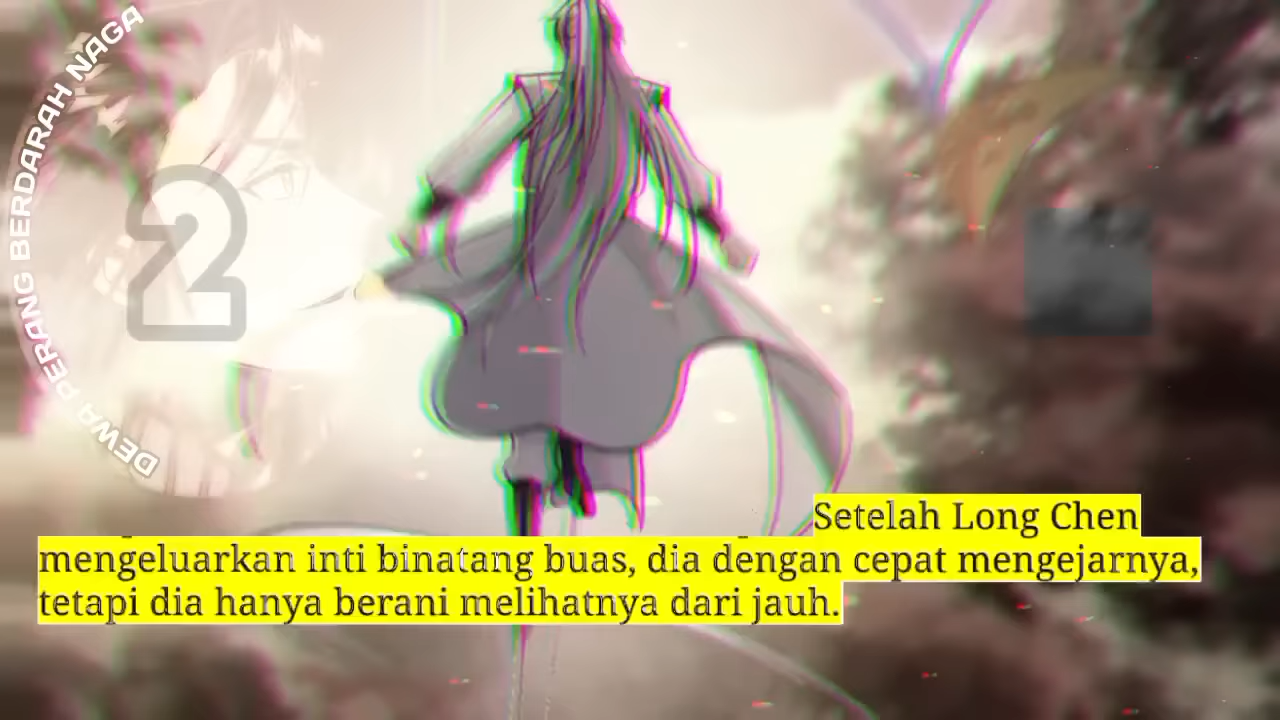 DEWA PERANG BERDARAH NAGA
2
Setelah Long Chen
mengeluarkan inti binatang buas, dia dengan cepat mengejarnya,
tetapi dia hanya berani melihatnya dari jauh.